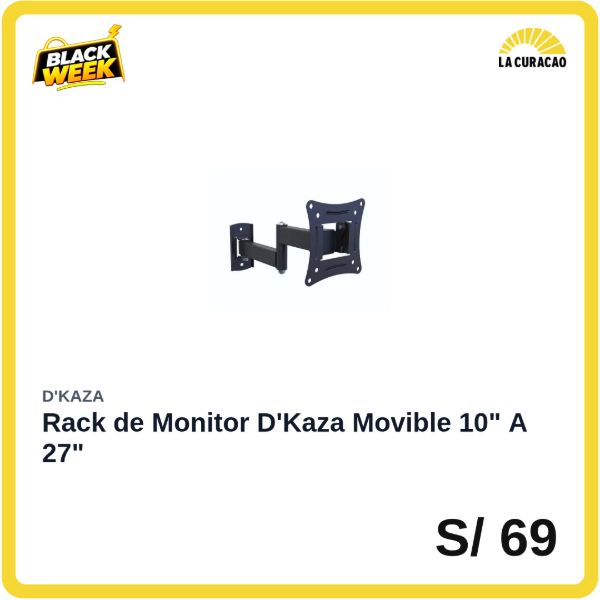 BLACK
WEEK
LA CURACAO
D'KAZA
Rack de Monitor D'Kaza Movible 10" A
27"
S/ 69